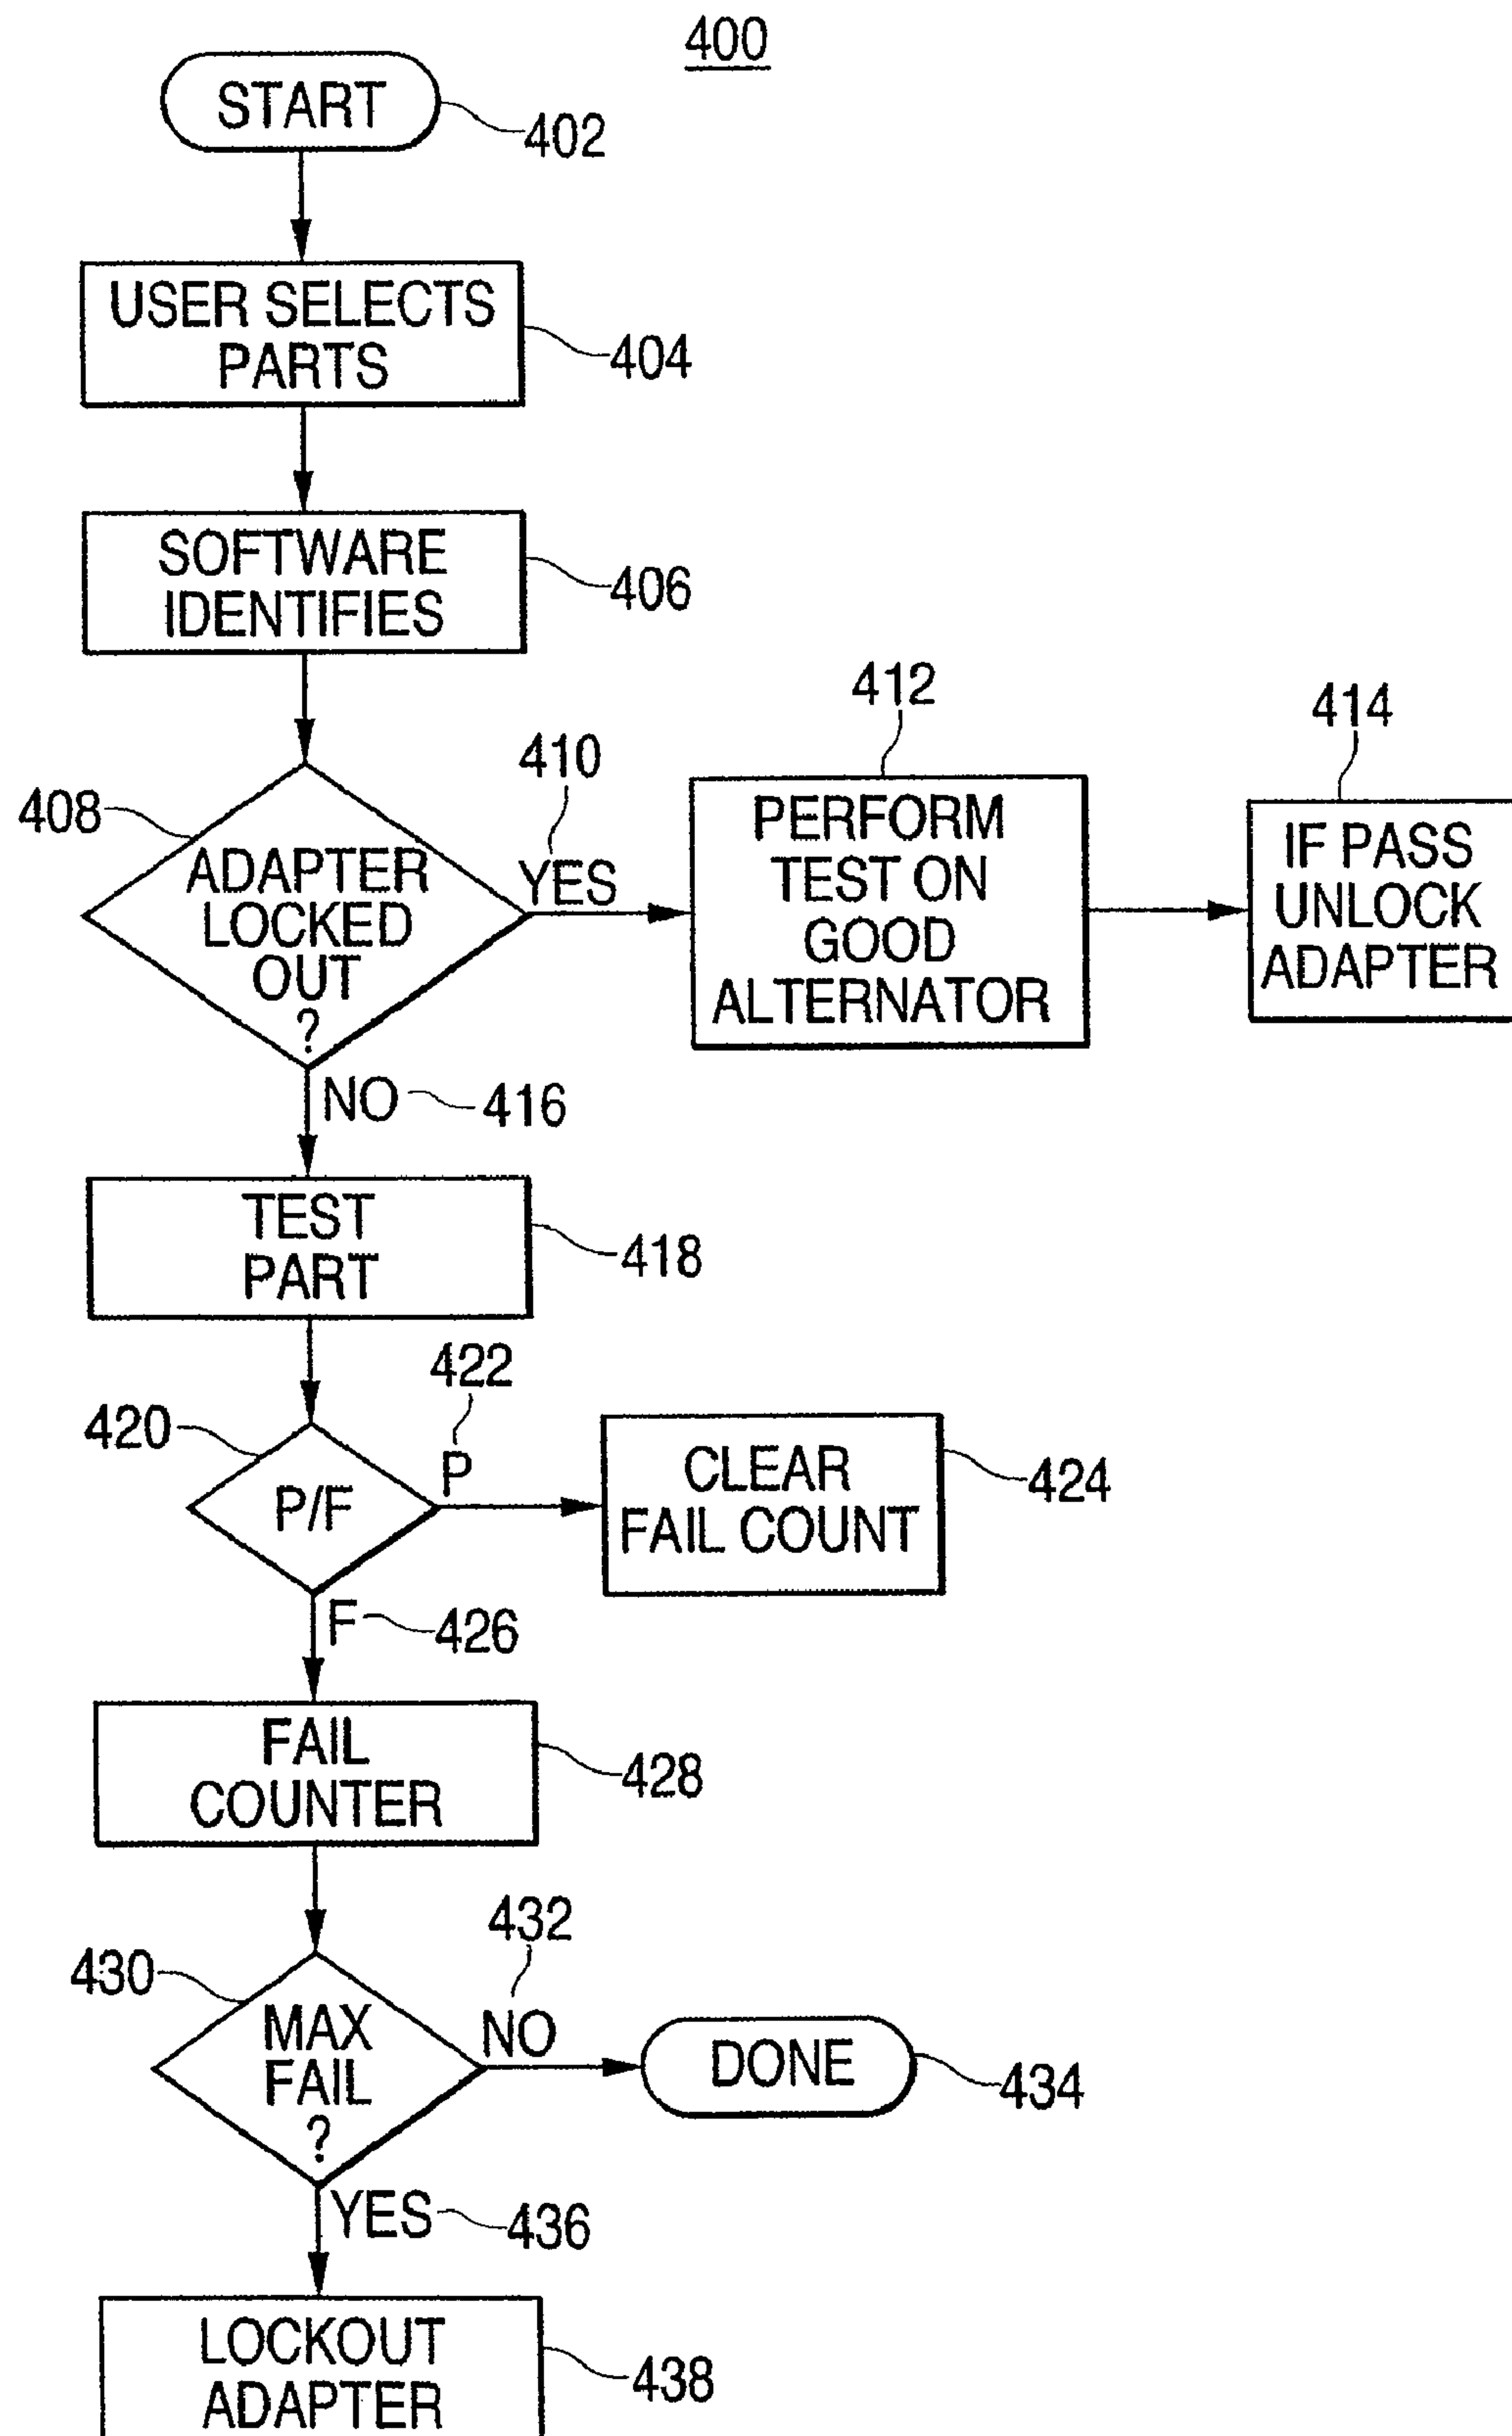 400
START
402
USER SELECTS
PARTS
404
SOFTWARE
IDENTIFIES
406
408
ADAPTER
LOCKED
OUT
?
410
YES
412
PERFORM
TEST ON
GOOD
ALTERNATOR
414
IF PASS
UNLOCK
ADAPTER
NO
416
TEST
PART
418
420
P/F
422
P
CLEAR
FAIL COUNT
424
F
426
FAIL
COUNTER
428
430
MAX
FAIL
?
432
NO
DONE
434
YES
436
LOCKOUT
ADAPTER
438